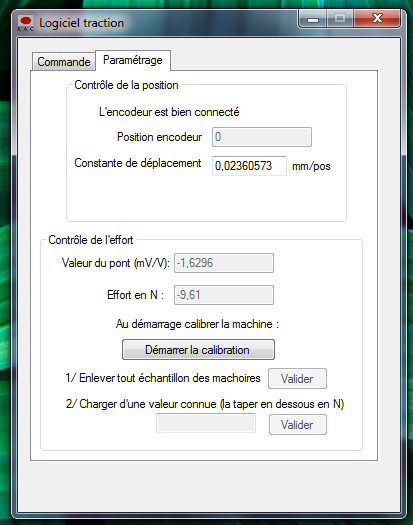 Logiciel traction
L A C
Commande Paramétrage
Contrôle de la position
L'encodeur est bien connecté
Position encodeur 0
Constante de déplacement 0,02360573 mm/pos
Contrôle de l'effort
Valeur du pont (mV/V): -1,6296
Effort en N : -9,61
Au démarrage calibrer la machine :
Démarrer la calibration
1/ Enlever tout échantillon des machoires Valider
2/ Charger d'une valeur connue (la taper en dessous en N)
Valider